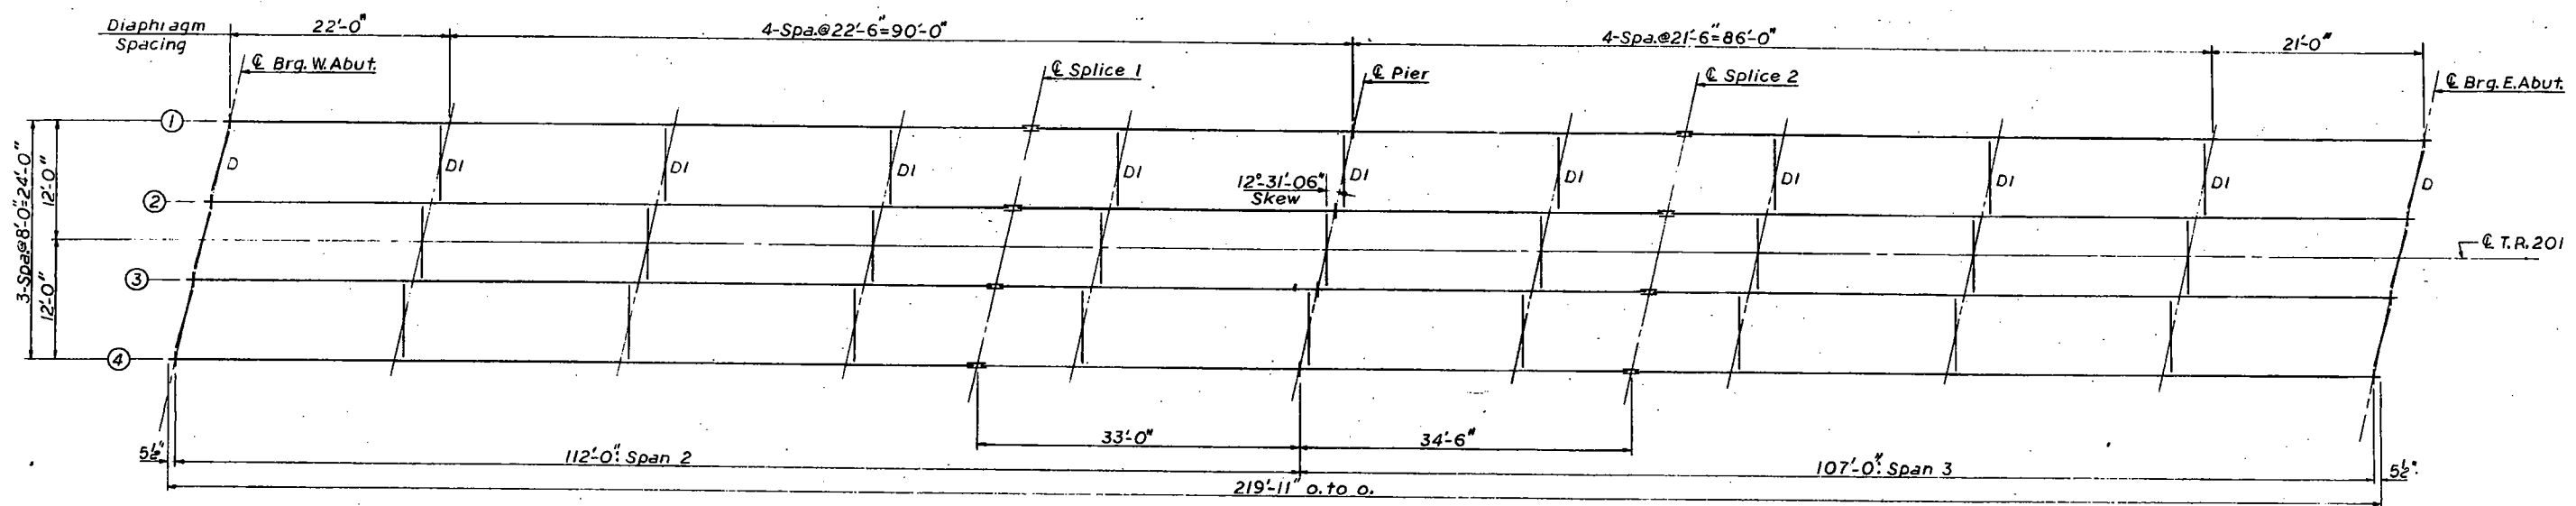 Diaphragm
Spacing
22'-0"
4-Spa.@22'-6"=90'-0"
4-Spa.@21'-6"=86'-0"
21'-0"
℄ Brg. W. Abut.
℄ Splice 1
℄ Pier
℄ Splice 2
℄ Brg. E. Abut.
1
D
D1
D1
D1
D1
D1
D1
D1
D1
D1
D
12°-31'-06"
Skew
2
3-Spa@8'-0"=24'-0"
12'-0"
12'-0"
℄ T.R. 201
3
4
33'-0"
34'-6"
5½"
112'-0": Span 2
107'-0": Span 3
5½"
219'-11" o. to o.